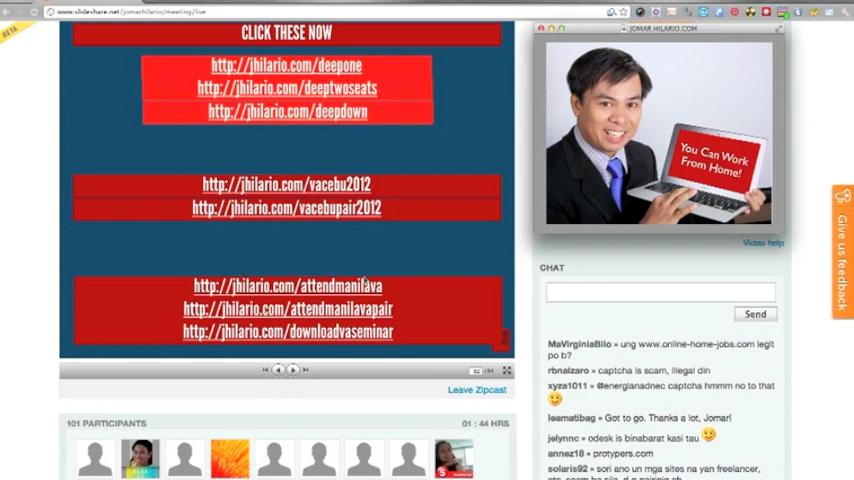 BETA
www.slideshare.net/jomarhilario/meeting/live
CLICK THESE NOW
http://jhilario.com/deepone
http://jhilario.com/deeptwoseats
http://jhilario.com/deepdown
http://jhilario.com/vacebu2012
http://jhilario.com/vacebupair2012
http://jhilario.com/attendmanilava
http://jhilario.com/attendmanilavapair
http://jhilario.com/downloadvaseminar
Leave Zipcast
101 PARTICIPANTS
01 : 44 HRS
JOMAR HILARIO.COM
You Can Work
From Home!
Video help
Give us feedback
CHAT
Send
MaVirginiaBilo » ung www.online-home-jobs.com legit
po b?
rbnalzaro » captcha is scam, illegal din
xyza1011 » @energianadnec captcha hmmm no to that
leamatibag » Got to go. Thanks a lot, Jomar!
jelynnc » odesk is binabarat kasi tau
annez18 » protypers.com
solaris92 » sori ano un mga sites na yan freelancer,